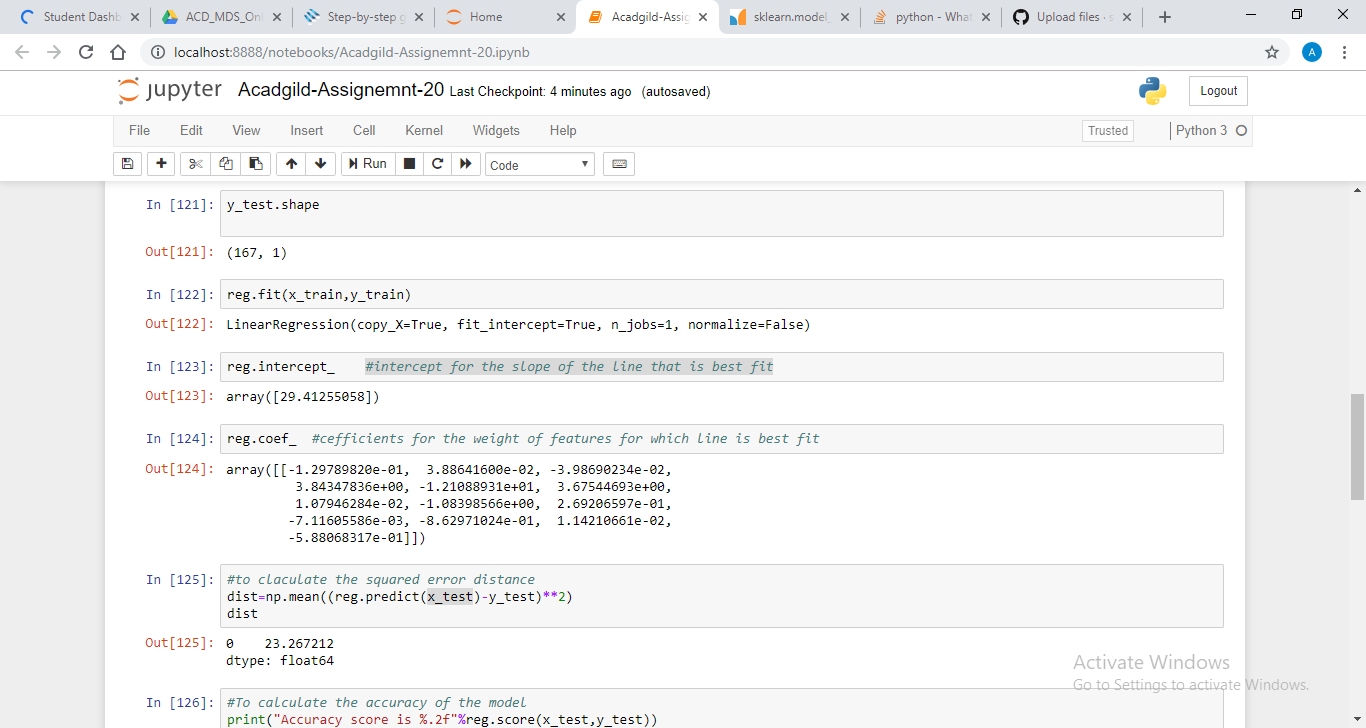 Student Dashb
ACD_MDS_Onl
Step-by-step g
Home
Acadgild-Assig
sklearn.model_
python - What
Upload files · s
localhost:8888/notebooks/Acadgild-Assignemnt-20.ipynb
A
jupyter Acadgild-Assignemnt-20 Last Checkpoint: 4 minutes ago (autosaved)
Logout
File Edit View Insert Cell Kernel Widgets Help
Trusted
Python 3
Run
Code
In [121]: y_test.shape
Out[121]: (167, 1)
In [122]: reg.fit(x_train,y_train)
Out[122]: LinearRegression(copy_X=True, fit_intercept=True, n_jobs=1, normalize=False)
In [123]: reg.intercept_    #intercept for the slope of the line that is best fit
Out[123]: array([29.41255058])
In [124]: reg.coef_  #cefficients for the weight of features for which line is best fit
Out[124]: array([[-1.29789820e-01,  3.88641600e-02, -3.98690234e-02,
3.84347836e+00, -1.21088931e+01,  3.67544693e+00,
1.07946284e-02, -1.08398566e+00,  2.69206597e-01,
-7.11605586e-03, -8.62971024e-01,  1.14210661e-02,
-5.88068317e-01]])
In [125]: #to claculate the squared error distance
dist=np.mean((reg.predict(x_test)-y_test)**2)
dist
Out[125]: 0    23.267212
dtype: float64
In [126]: #To calculate the accuracy of the model
print("Accuracy score is %.2f"%reg.score(x_test,y_test))
Activate Windows
Go to Settings to activate Windows.